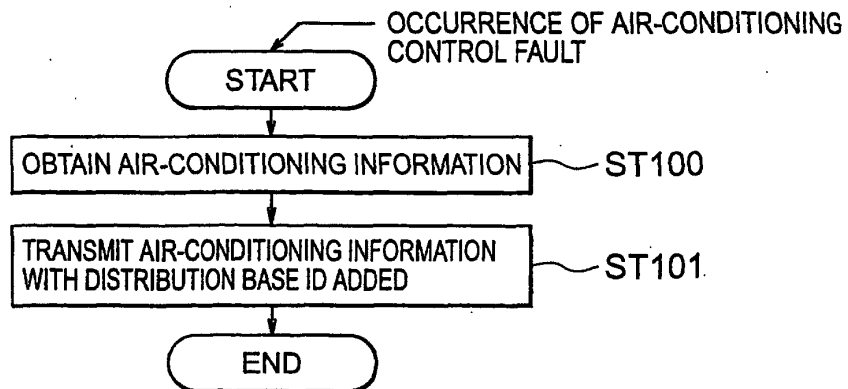 OCCURRENCE OF AIR-CONDITIONING
CONTROL FAULT
START
OBTAIN AIR-CONDITIONING INFORMATION
ST100
TRANSMIT AIR-CONDITIONING INFORMATION
WITH DISTRIBUTION BASE ID ADDED
ST101
END